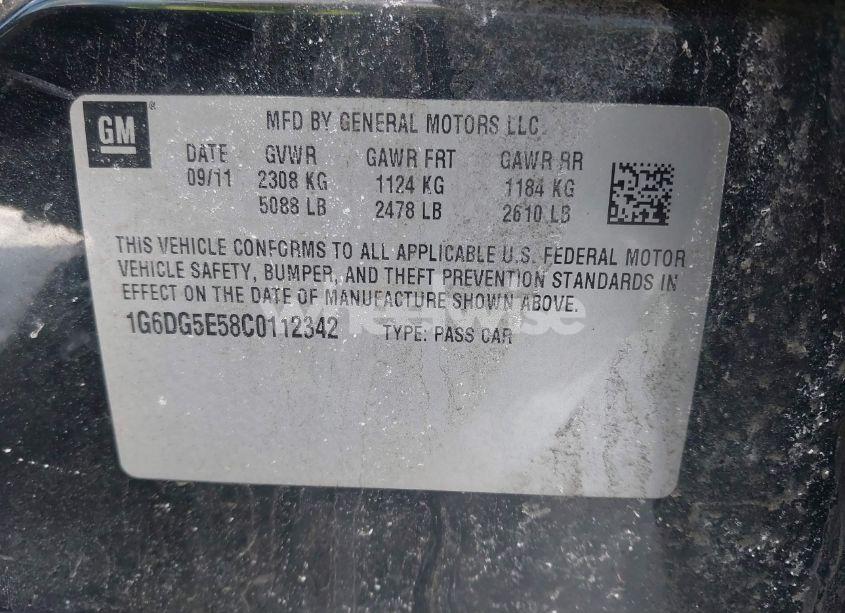 GM ®
MFD BY GENERAL MOTORS LLC
DATE GVWR GAWR FRT GAWR RR
09/11 2308 KG 1124 KG 1184 KG
5088 LB 2478 LB 2610 LB
THIS VEHICLE CONFORMS TO ALL APPLICABLE U.S. FEDERAL MOTOR
VEHICLE SAFETY, BUMPER, AND THEFT PREVENTION STANDARDS IN
EFFECT ON THE DATE OF MANUFACTURE SHOWN ABOVE.
1G6DG5E58C0112342 TYPE: PASS CAR
wheelwise